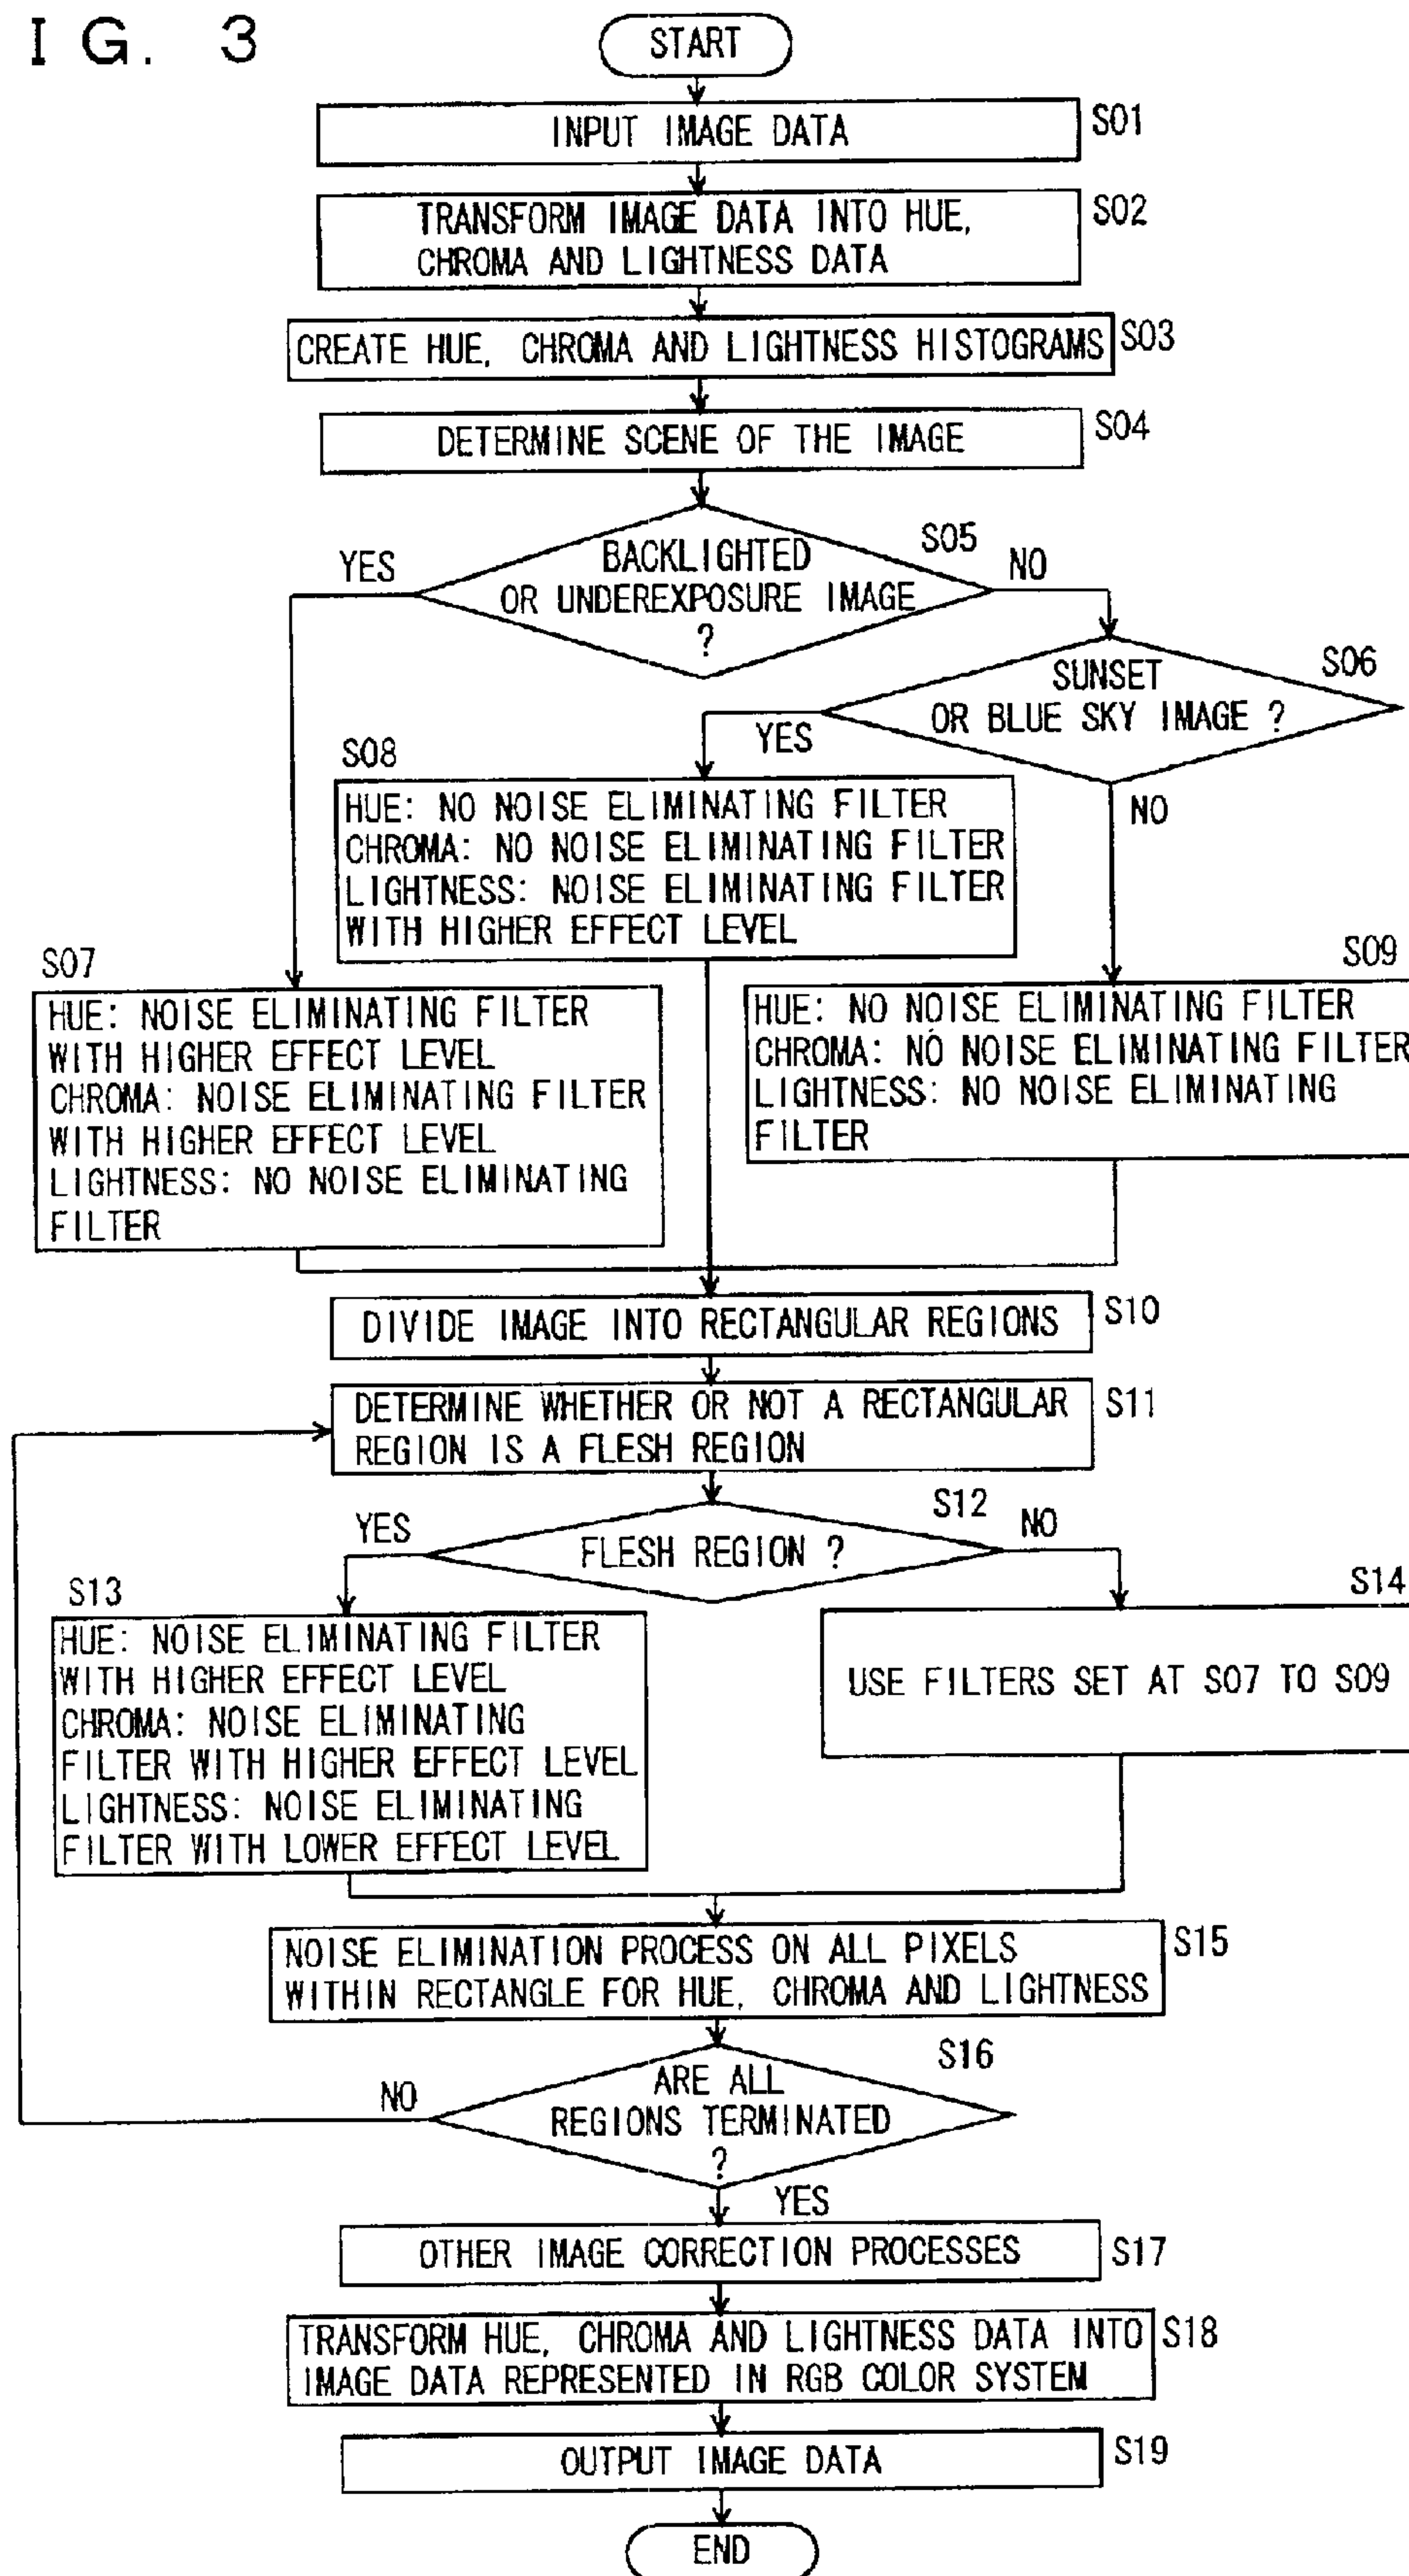 I G. 3
START
INPUT IMAGE DATA
S01
TRANSFORM IMAGE DATA INTO HUE,
CHROMA AND LIGHTNESS DATA
S02
CREATE HUE, CHROMA AND LIGHTNESS HISTOGRAMS
S03
DETERMINE SCENE OF THE IMAGE
S04
BACKLIGHTED
OR UNDEREXPOSURE IMAGE
?
S05
YES
NO
SUNSET
OR BLUE SKY IMAGE ?
S06
YES
NO
S08
HUE: NO NOISE ELIMINATING FILTER
CHROMA: NO NOISE ELIMINATING FILTER
LIGHTNESS: NOISE ELIMINATING FILTER
WITH HIGHER EFFECT LEVEL
S07
HUE: NOISE ELIMINATING FILTER
WITH HIGHER EFFECT LEVEL
CHROMA: NOISE ELIMINATING FILTER
WITH HIGHER EFFECT LEVEL
LIGHTNESS: NO NOISE ELIMINATING
FILTER
S09
HUE: NO NOISE ELIMINATING FILTER
CHROMA: NO NOISE ELIMINATING FILTER
LIGHTNESS: NO NOISE ELIMINATING
FILTER
DIVIDE IMAGE INTO RECTANGULAR REGIONS
S10
DETERMINE WHETHER OR NOT A RECTANGULAR
REGION IS A FLESH REGION
S11
FLESH REGION ?
S12
YES
NO
S13
HUE: NOISE ELIMINATING FILTER
WITH HIGHER EFFECT LEVEL
CHROMA: NOISE ELIMINATING
FILTER WITH HIGHER EFFECT LEVEL
LIGHTNESS: NOISE ELIMINATING
FILTER WITH LOWER EFFECT LEVEL
S14
USE FILTERS SET AT S07 TO S09
NOISE ELIMINATION PROCESS ON ALL PIXELS
WITHIN RECTANGLE FOR HUE, CHROMA AND LIGHTNESS
S15
ARE ALL
REGIONS TERMINATED
?
S16
NO
YES
OTHER IMAGE CORRECTION PROCESSES
S17
TRANSFORM HUE, CHROMA AND LIGHTNESS DATA INTO
IMAGE DATA REPRESENTED IN RGB COLOR SYSTEM
S18
OUTPUT IMAGE DATA
S19
END